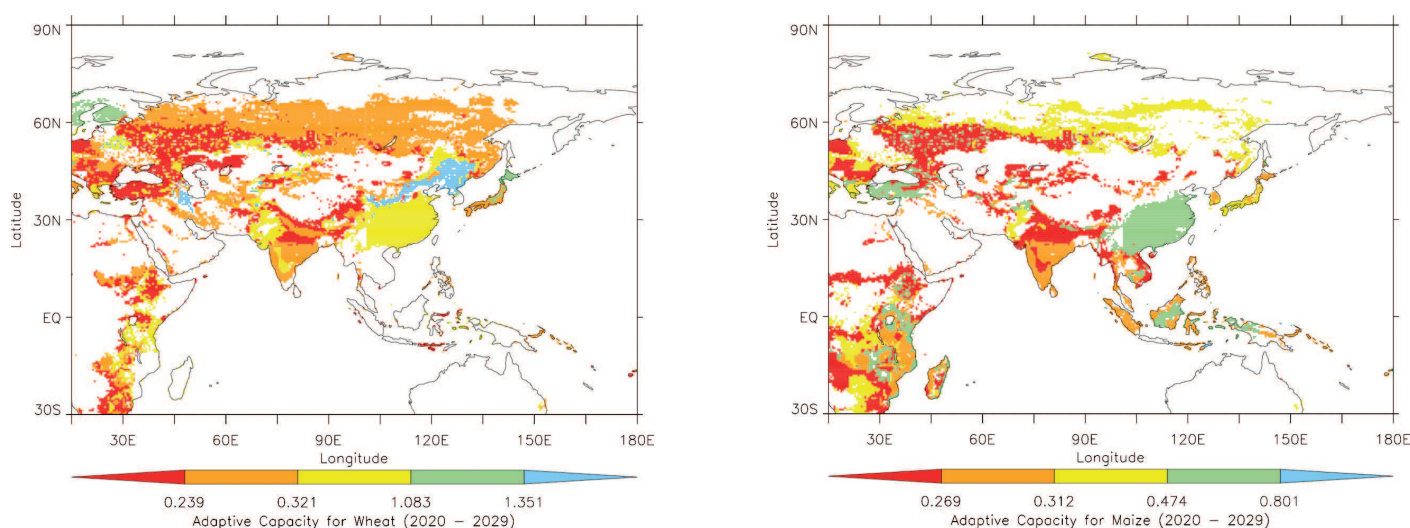 90N
60N
30N
EQ
30S
Latitude
30E 60E 90E 120E 150E 180E
Longitude
0.239 0.321 1.083 1.351
Adaptive Capacity for Wheat (2020 - 2029)
90N
60N
30N
EQ
30S
Latitude
30E 60E 90E 120E 150E 180E
Longitude
0.269 0.312 0.474 0.801
Adaptive Capacity for Maize (2020 - 2029)